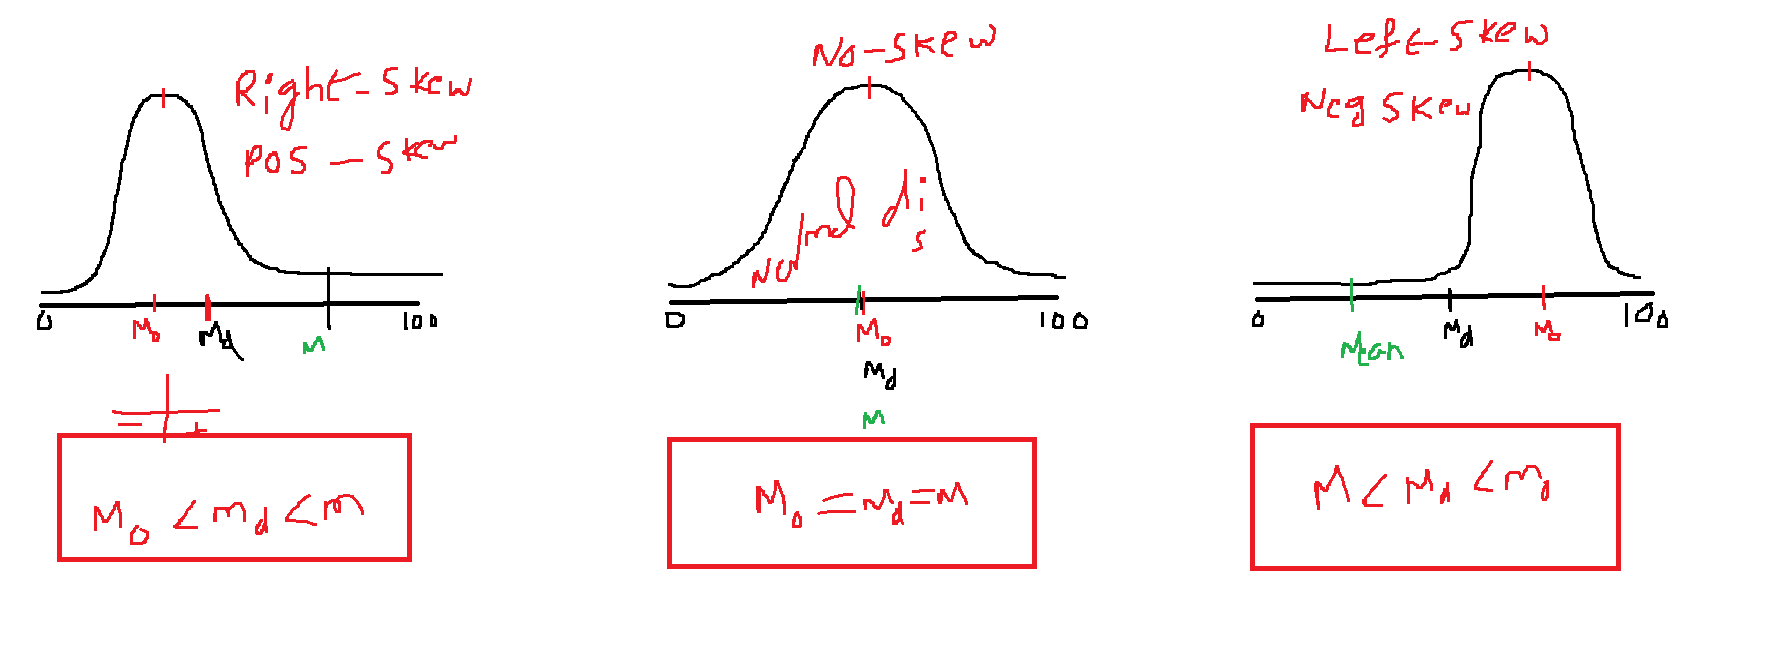 Right-Skew
POS - Skew
0
Mo
Md
M
100
- +
Mo < md < m
No-Skew
Normal dis
0
100
Mo
Md
M
Mo = Md = M
Left-Skew
Neg Skew
0
100
Mean
Md
Mo
M < Md < mo